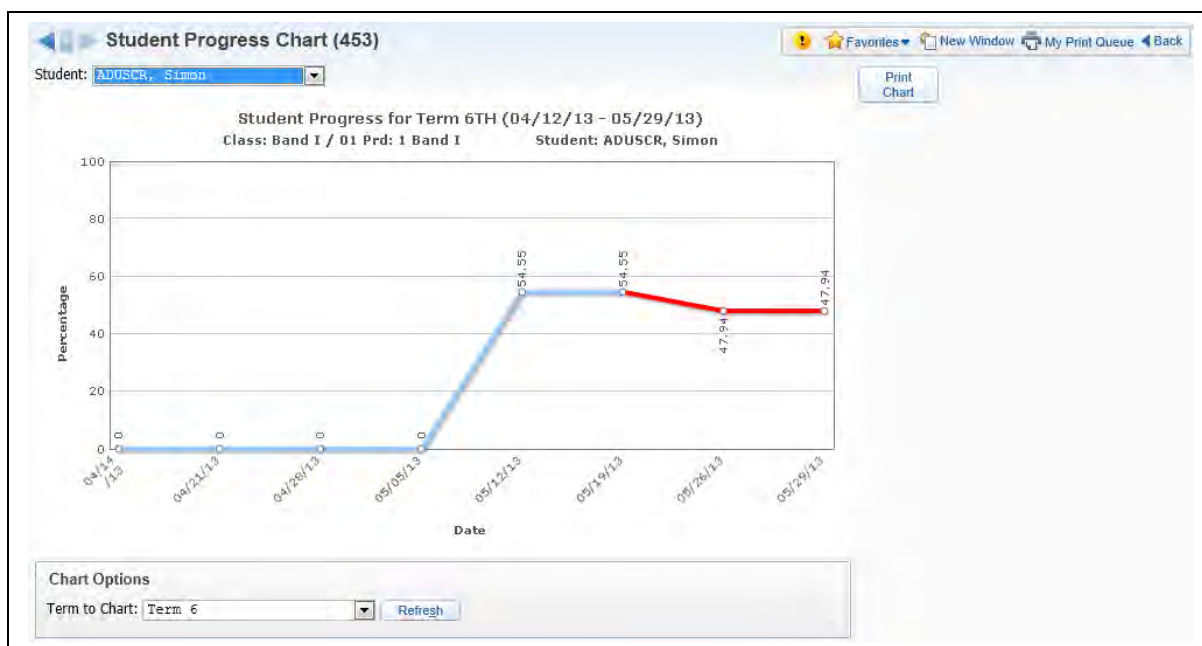 Student Progress Chart (453)
Favorites New Window My Print Queue Back
Student: ADUSCR, Simon
Print
Chart
Student Progress for Term 6TH (04/12/13 - 05/29/13)
Class: Band I / 01 Prd: 1 Band I Student: ADUSCR, Simon
Percentage
100
80
60
40
20
0
0
0
0
0
54.55
54.55
47.94
47.94
04/14
/13
04/21/13
04/28/13
05/05/13
05/12/13
05/19/13
05/26/13
05/29/13
Date
Chart Options
Term to Chart: Term 6 Refresh